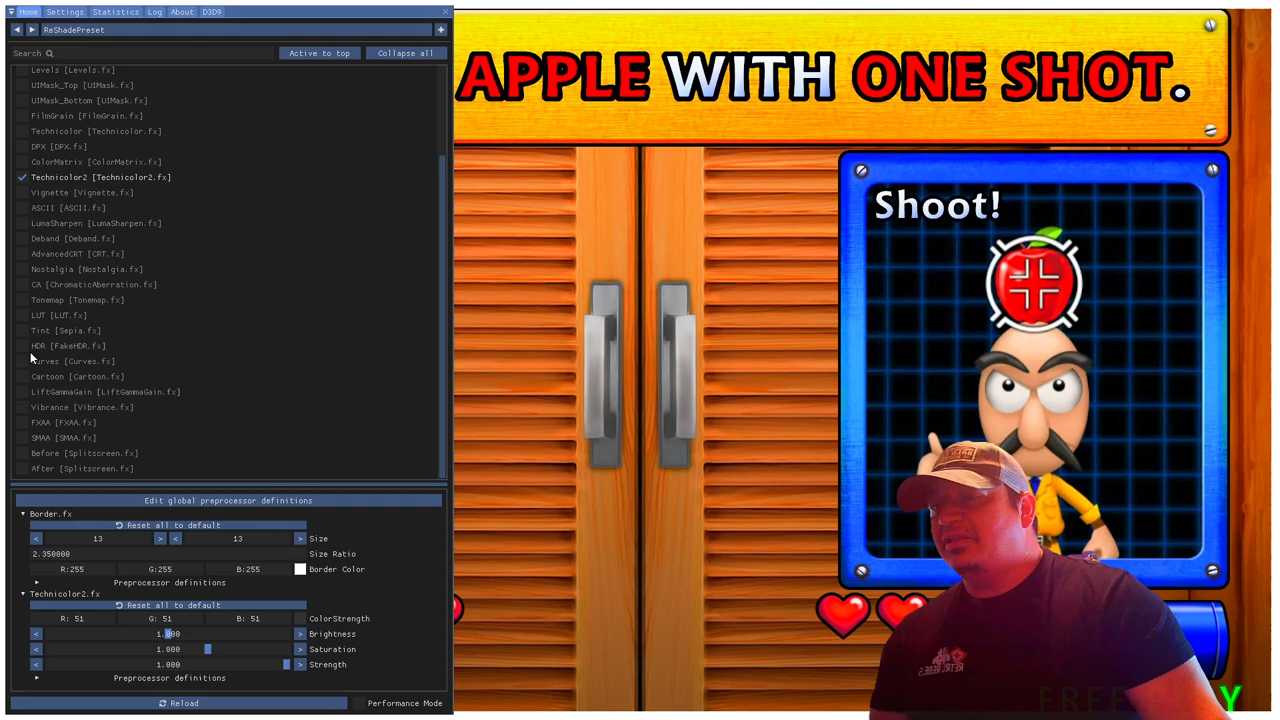 Home Settings Statistics Log About D3D9
ReShadePreset
Search Active to top Collapse all
Levels [Levels.fx]
UIMask_Top [UIMask.fx]
UIMask_Bottom [UIMask.fx]
FilmGrain [FilmGrain.fx]
Technicolor [Technicolor.fx]
DPX [DPX.fx]
ColorMatrix [ColorMatrix.fx]
Technicolor2 [Technicolor2.fx]
Vignette [Vignette.fx]
ASCII [ASCII.fx]
LumaSharpen [LumaSharpen.fx]
Deband [Deband.fx]
AdvancedCRT [CRT.fx]
Nostalgia [Nostalgia.fx]
CA [ChromaticAberration.fx]
Tonemap [Tonemap.fx]
LUT [LUT.fx]
Tint [Sepia.fx]
HDR [FakeHDR.fx]
Curves [Curves.fx]
Cartoon [Cartoon.fx]
LiftGammaGain [LiftGammaGain.fx]
Vibrance [Vibrance.fx]
FXAA [FXAA.fx]
SMAA [SMAA.fx]
Before [Splitscreen.fx]
After [Splitscreen.fx]
Edit global preprocessor definitions
Border.fx
Reset all to default
< 13 > < 13 > Size
2.350000 Size Ratio
R:255 G:255 B:255 Border Color
Preprocessor definitions
Technicolor2.fx
Reset all to default
R: 51 G: 51 B: 51 ColorStrength
< 1.000 > Brightness
< 1.000 > Saturation
< 1.000 > Strength
Preprocessor definitions
Reload Performance Mode
APPLE WITH ONE SHOT.
Shoot!
FREE Y